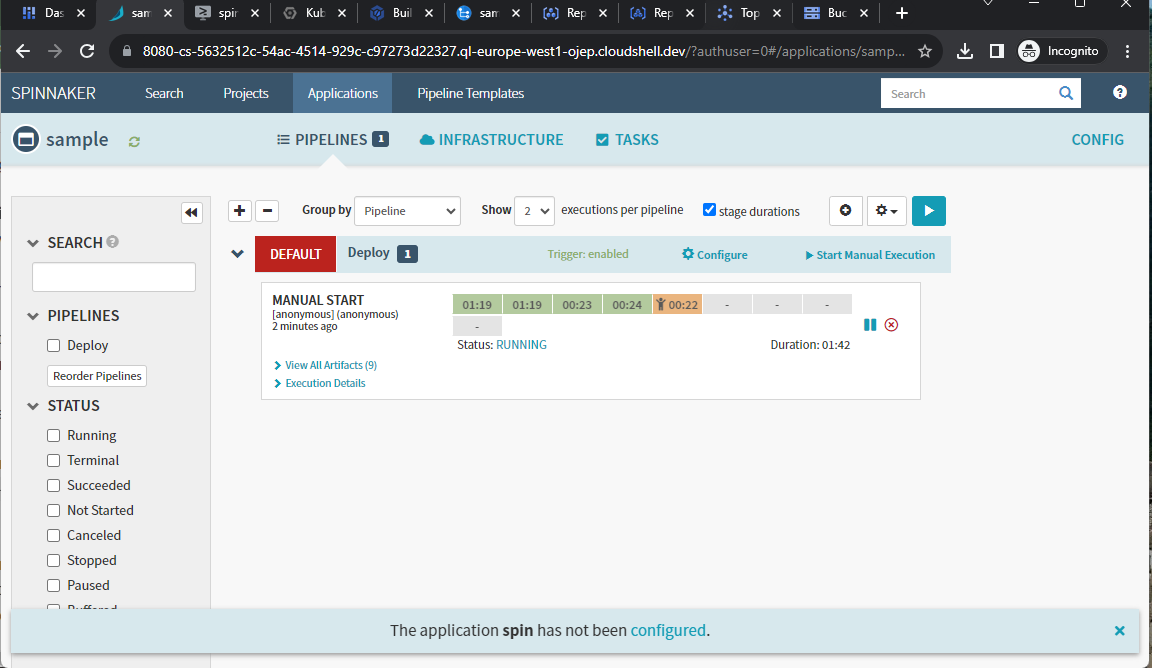 Das
sam
spir
Kub
Buil
sam
Rep
Rep
Top
Buc
8080-cs-5632512c-54ac-4514-929c-c97273d22327.ql-europe-west1-ojep.cloudshell.dev/?authuser=0#/applications/samp...
Incognito
SPINNAKER Search Projects Applications Pipeline Templates Search ?
sample PIPELINES 1 INFRASTRUCTURE TASKS CONFIG
Group by Pipeline Show 2 executions per pipeline stage durations
SEARCH ?
DEFAULT Deploy 1 Trigger: enabled Configure Start Manual Execution
PIPELINES
Deploy
Reorder Pipelines
MANUAL START
[anonymous] (anonymous)
2 minutes ago
01:19 01:19 00:23 00:24 00:22 - - -
-
Status: RUNNING Duration: 01:42
View All Artifacts (9)
Execution Details
STATUS
Running
Terminal
Succeeded
Not Started
Canceled
Stopped
Paused
Buffered
The application spin has not been configured.